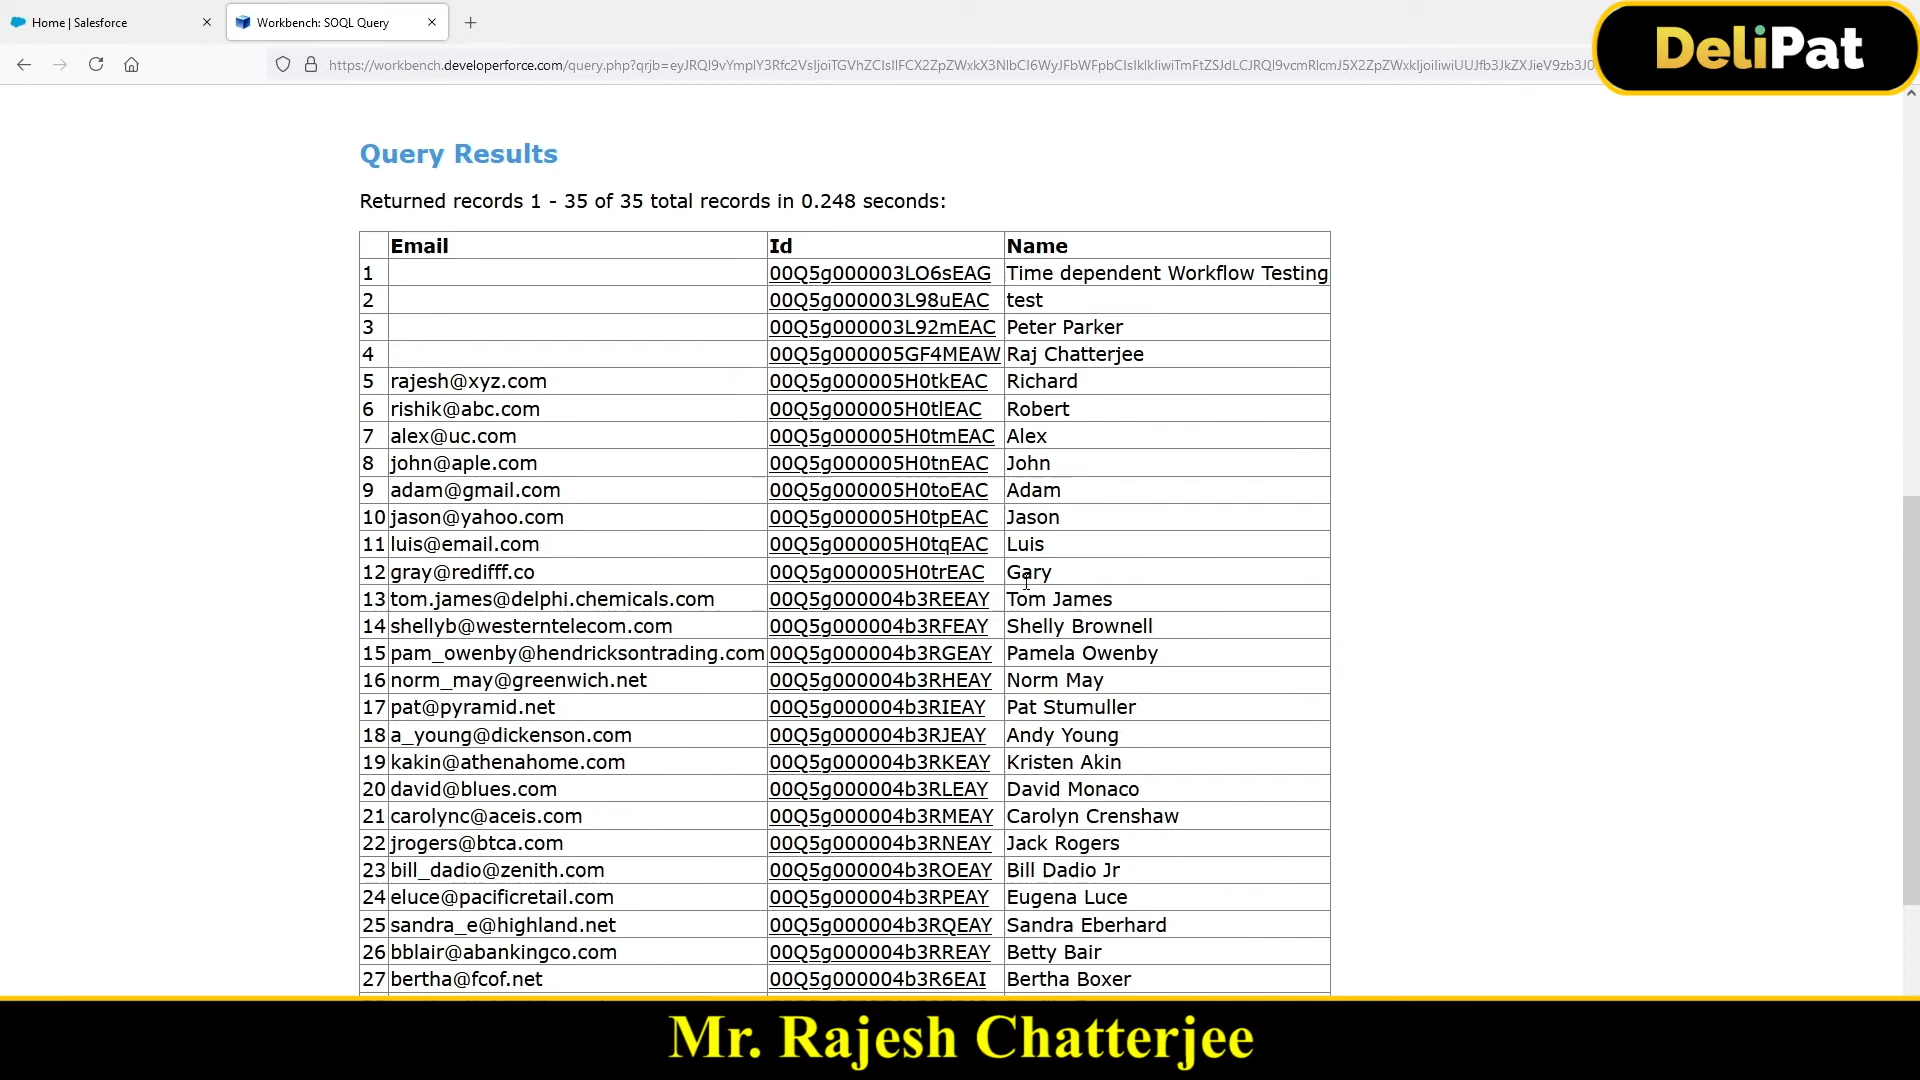 Home | Salesforce
Workbench: SOQL Query
DeliPat
Query Results
Returned records 1 - 35 of 35 total records in 0.248 seconds:
Email Id Name
1 00Q5g000003LO6sEAG Time dependent Workflow Testing
2 00Q5g000003L98uEAC test
3 00Q5g000003L92mEAC Peter Parker
4 00Q5g000005GF4MEAW Raj Chatterjee
5 rajesh@xyz.com 00Q5g000005H0tkEAC Richard
6 rishik@abc.com 00Q5g000005H0tlEAC Robert
7 alex@uc.com 00Q5g000005H0tmEAC Alex
8 john@aple.com 00Q5g000005H0tnEAC John
9 adam@gmail.com 00Q5g000005H0toEAC Adam
10 jason@yahoo.com 00Q5g000005H0tpEAC Jason
11 luis@email.com 00Q5g000005H0tqEAC Luis
12 gray@redifff.co 00Q5g000005H0trEAC Gary
13 tom.james@delphi.chemicals.com 00Q5g000004b3REEAY Tom James
14 shellyb@westerntelecom.com 00Q5g000004b3RFEAY Shelly Brownell
15 pam_owenby@hendricksontrading.com 00Q5g000004b3RGEAY Pamela Owenby
16 norm_may@greenwich.net 00Q5g000004b3RHEAY Norm May
17 pat@pyramid.net 00Q5g000004b3RIEAY Pat Stumuller
18 a_young@dickenson.com 00Q5g000004b3RJEAY Andy Young
19 kakin@athenahome.com 00Q5g000004b3RKEAY Kristen Akin
20 david@blues.com 00Q5g000004b3RLEAY David Monaco
21 carolync@aceis.com 00Q5g000004b3RMEAY Carolyn Crenshaw
22 jrogers@btca.com 00Q5g000004b3RNEAY Jack Rogers
23 bill_dadio@zenith.com 00Q5g000004b3ROEAY Bill Dadio Jr
24 eluce@pacificretail.com 00Q5g000004b3RPEAY Eugena Luce
25 sandra_e@highland.net 00Q5g000004b3RQEAY Sandra Eberhard
26 bblair@abankingco.com 00Q5g000004b3RREAY Betty Bair
27 bertha@fcof.net 00Q5g000004b3R6EAI Bertha Boxer
Mr. Rajesh Chatterjee